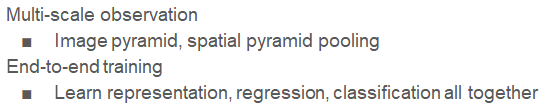 Multi-scale observation
■ Image pyramid, spatial pyramid pooling
End-to-end training
■ Learn representation, regression, classification all together